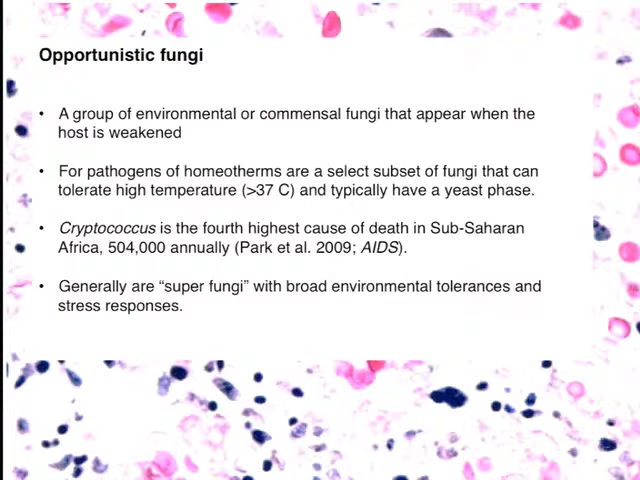 Opportunistic fungi
• A group of environmental or commensal fungi that appear when the
host is weakened
• For pathogens of homeotherms are a select subset of fungi that can
tolerate high temperature (>37 C) and typically have a yeast phase.
• Cryptococcus is the fourth highest cause of death in Sub-Saharan
Africa, 504,000 annually (Park et al. 2009; AIDS).
• Generally are “super fungi” with broad environmental tolerances and
stress responses.